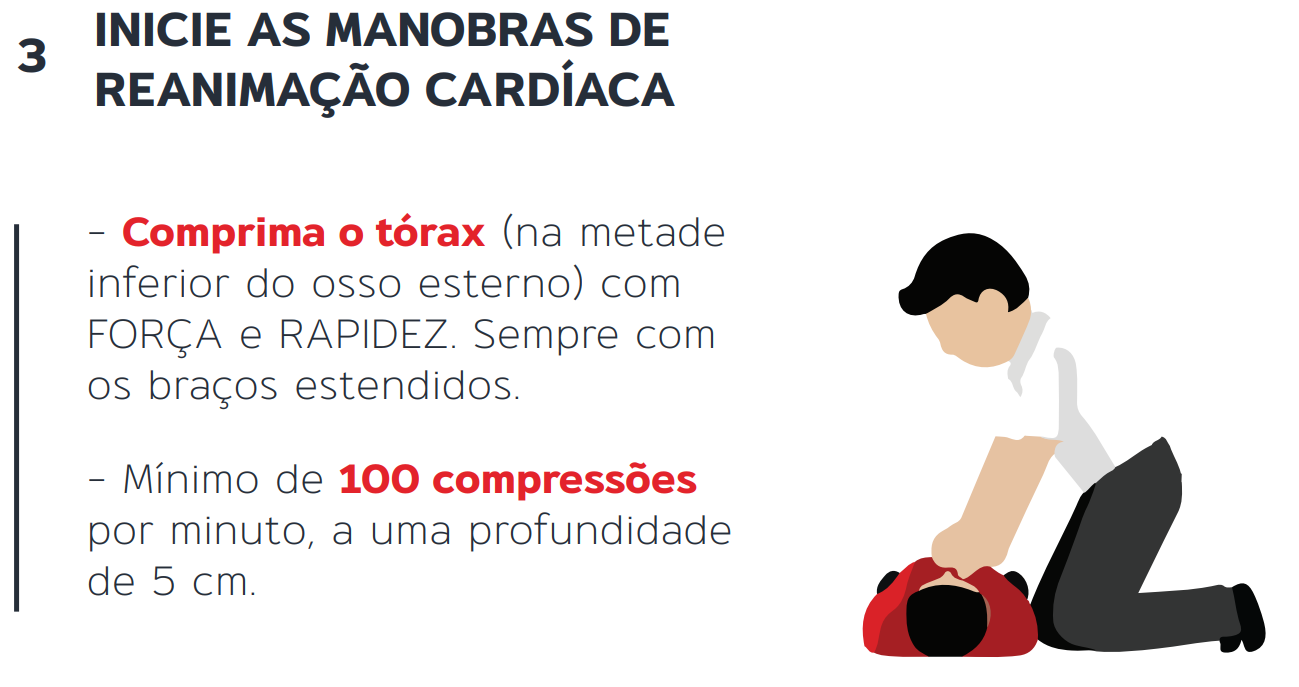 3
INICIE AS MANOBRAS DE
REANIMAÇÃO CARDÍACA
- Comprima o tórax (na metade
inferior do osso esterno) com
FORÇA e RAPIDEZ. Sempre com
os braços estendidos.
- Mínimo de 100 compressões
por minuto, a uma profundidade
de 5 cm.